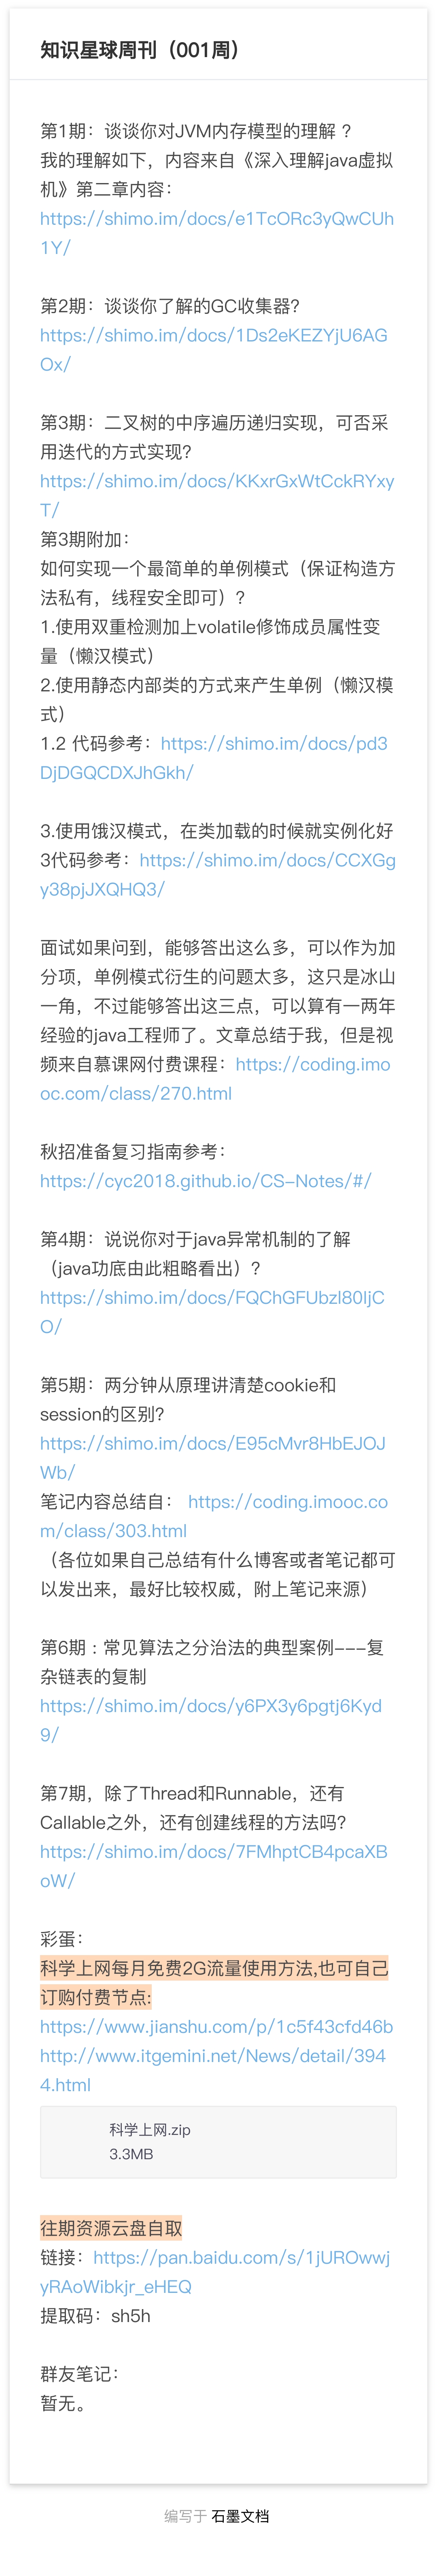 知识星球周刊（001周）
第1期：谈谈你对JVM内存模型的理解 ？
我的理解如下，内容来自《深入理解java虚拟
机》第二章内容：
https://shimo.im/docs/e1TcORc3yQwCUh
1Y/
第2期：谈谈你了解的GC收集器?
https://shimo.im/docs/1Ds2eKEZYjU6AG
Ox/
第3期：二叉树的中序遍历递归实现，可否采
用迭代的方式实现?
https://shimo.im/docs/KKxrGxWtCckRYxy
T/
第3期附加：
如何实现一个最简单的单例模式（保证构造方
法私有，线程安全即可）?
1.使用双重检测加上volatile修饰成员属性变
量（懒汉模式）
2.使用静态内部类的方式来产生单例（懒汉模
式）
1.2 代码参考：https://shimo.im/docs/pd3
DjDGQCDXJhGkh/
3.使用饿汉模式，在类加载的时候就实例化好
3代码参考：https://shimo.im/docs/CCXGg
y38pjJXQHQ3/
面试如果问到，能够答出这么多，可以作为加
分项，单例模式衍生的问题太多，这只是冰山
一角，不过能够答出这三点，可以算有一两年
经验的java工程师了。文章总结于我，但是视
频来自慕课网付费课程：https://coding.imo
oc.com/class/270.html
秋招准备复习指南参考：
https://cyc2018.github.io/CS-Notes/#/
第4期：说说你对于java异常机制的了解
（java功底由此粗略看出）?
https://shimo.im/docs/FQChGFUbzI80IjC
O/
第5期：两分钟从原理讲清楚cookie和
session的区别?
https://shimo.im/docs/E95cMvr8HbEJOJ
Wb/
笔记内容总结自： https://coding.imooc.co
m/class/303.html
（各位如果自己总结有什么博客或者笔记都可
以发出来，最好比较权威，附上笔记来源）
第6期 : 常见算法之分治法的典型案例---复
杂链表的复制
https://shimo.im/docs/y6PX3y6pgtj6Kyd
9/
第7期，除了Thread和Runnable，还有
Callable之外，还有创建线程的方法吗?
https://shimo.im/docs/7FMhptCB4pcaXB
oW/
彩蛋：
科学上网每月免费2G流量使用方法,也可自己
订购付费节点:
https://www.jianshu.com/p/1c5f43cfd46b
http://www.itgemini.net/News/detail/394
4.html
科学上网.zip
3.3MB
往期资源云盘自取
链接：https://pan.baidu.com/s/1jUROwwj
yRAoWibkjr_eHEQ
提取码：sh5h
群友笔记：
暂无。
编写于 石墨文档